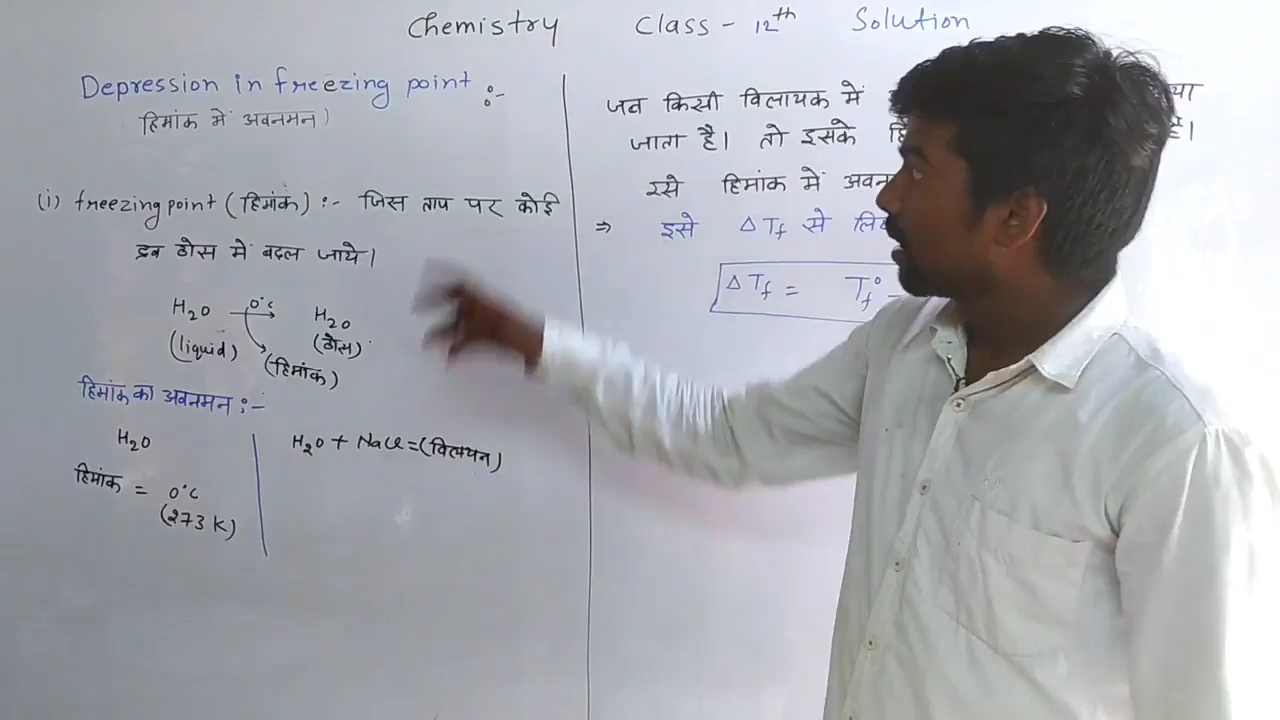 Chemistry Class - 12th Solution
Depression in freezing point :-
हिमांक में अवनमन)
(i) freezing point (हिमांक) :- जिस ताप पर कोई
द्रव ठोस में बदल जाये।
H₂O 0°c H₂O
(liquid) (ठोस)
(हिमांक)
हिमांक का अवनमन :-
H₂O
हिमांक = 0°C
(273 K)
H₂O + NaCl = (विलयन)
जब किसी विलायक में
जाता है। तो इसके
इसे हिमांक में
⇒ इसे ΔTf से
ΔTf = Tf° -